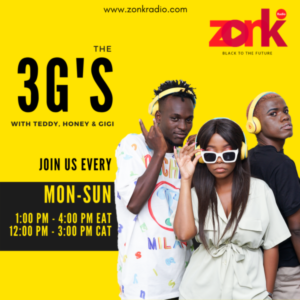 www.zonkradio.com
zonk
BLACK TO THE FUTURE
THE
3G'S
WITH TEDDY, HONEY & GIGI
JOIN US EVERY
MON-SUN
1:00 PM - 4:00 PM EAT
12:00 PM - 3:00 PM CAT